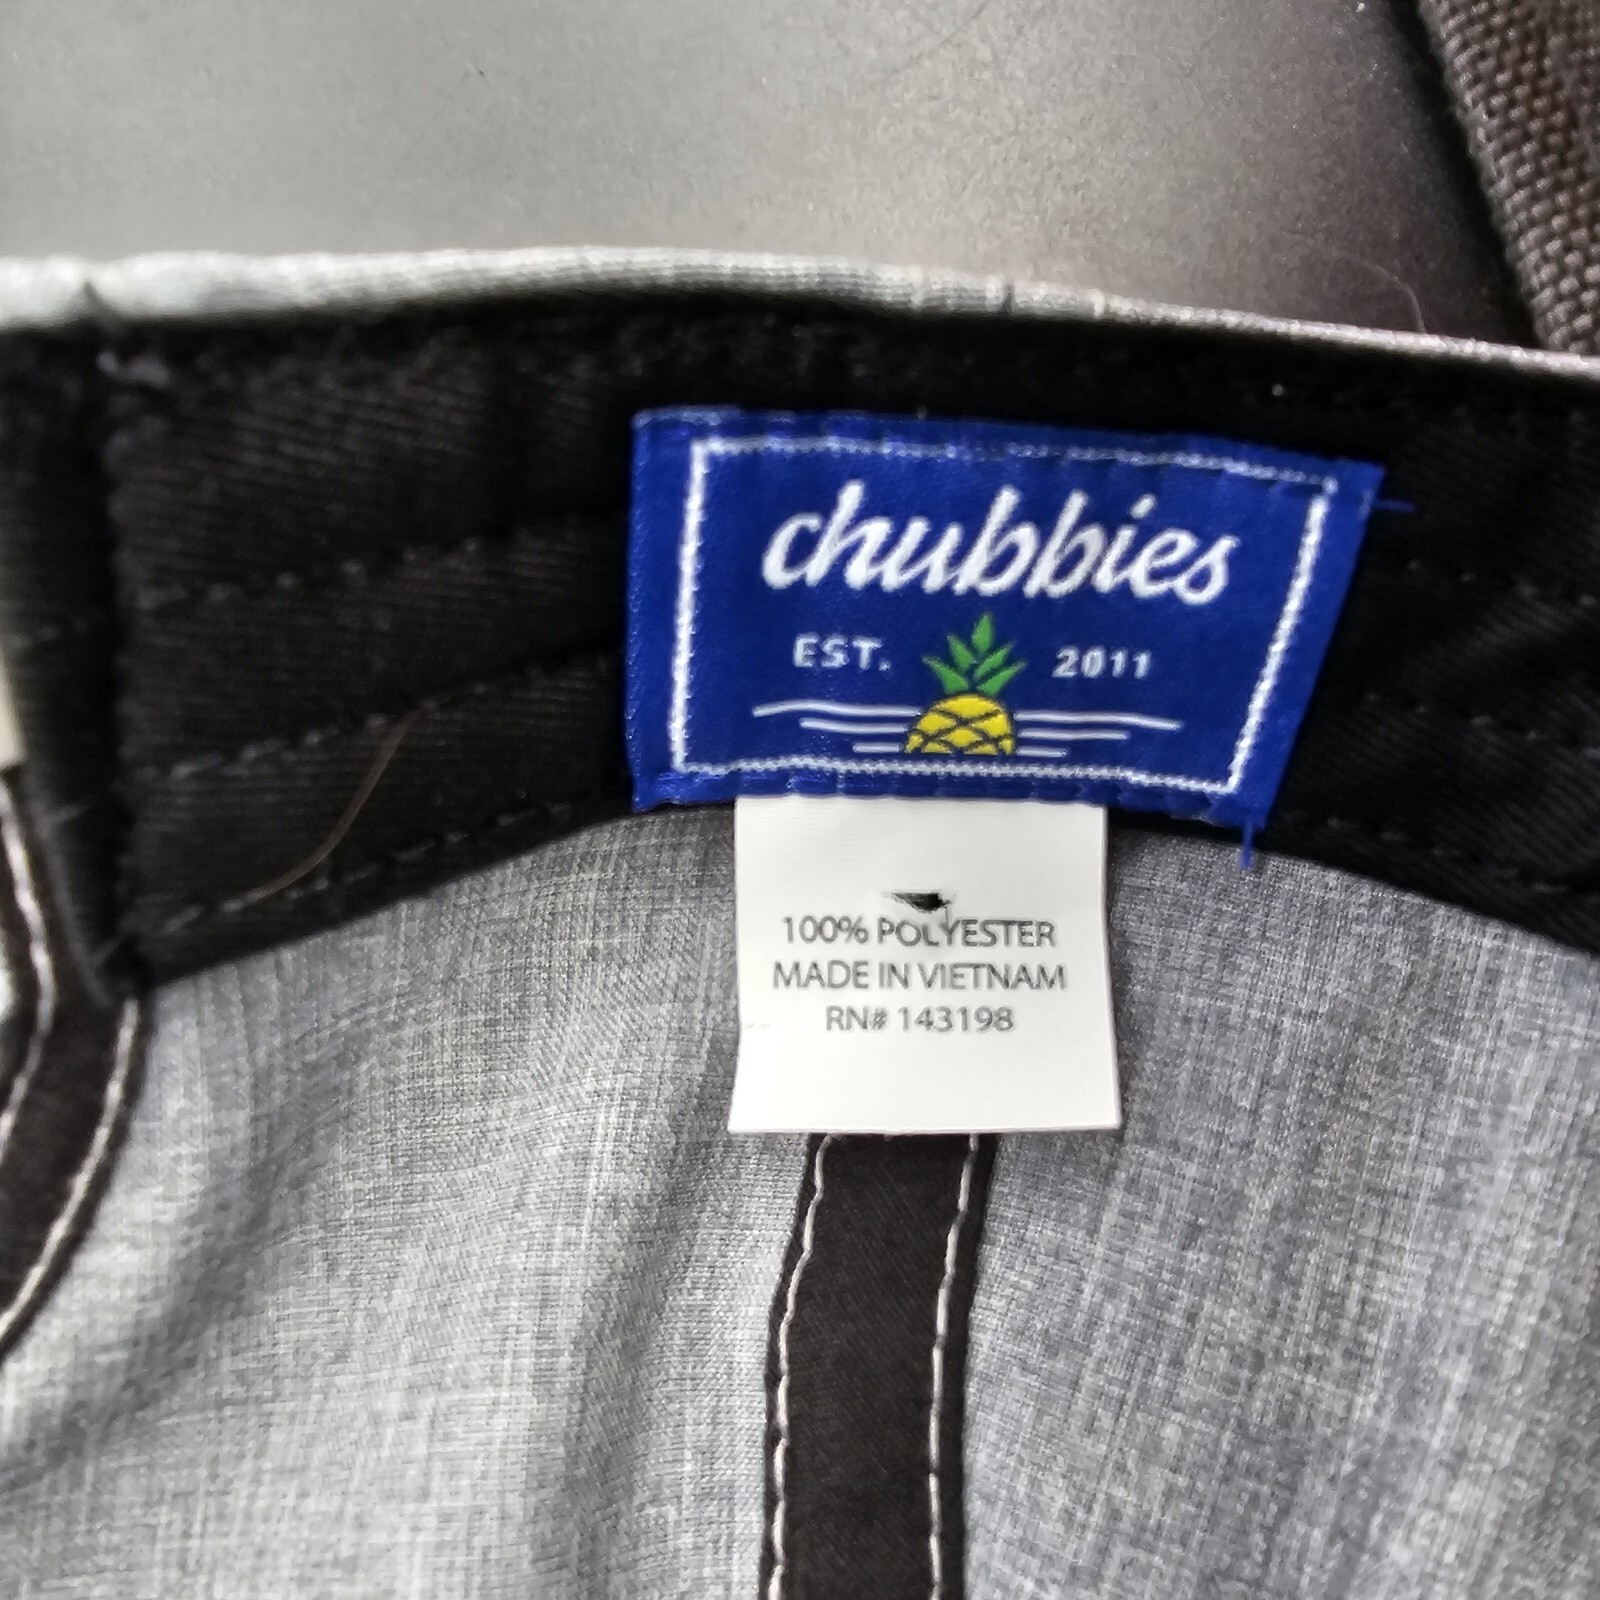 chubbies
EST. 2011
100% POLYESTER
MADE IN VIETNAM
RN# 143198